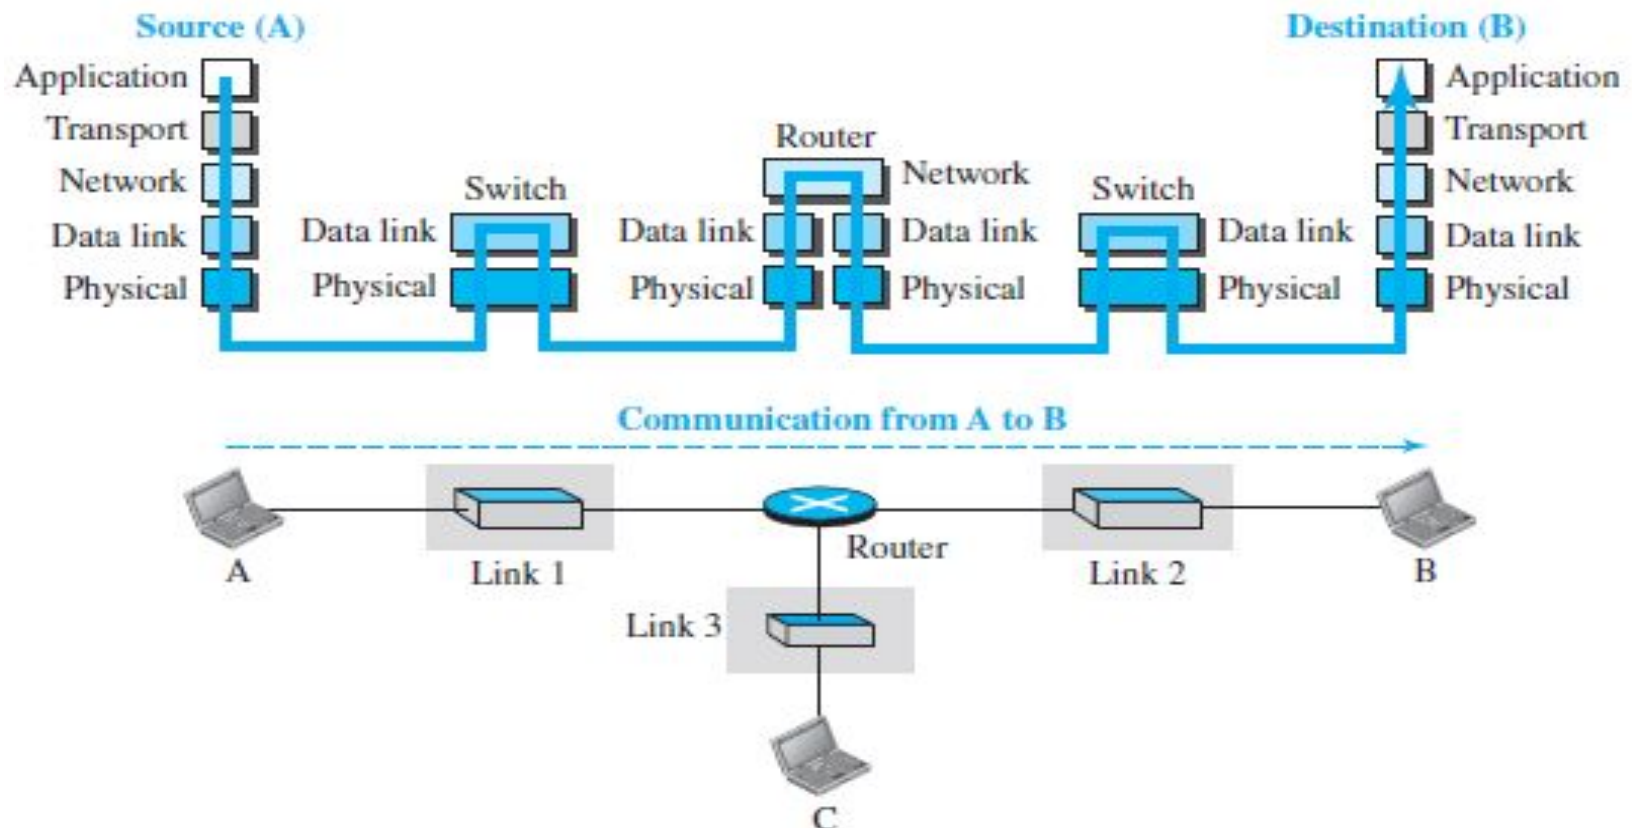 Source (A)
Destination (B)
Application
Transport
Network
Data link
Physical
Switch
Data link
Physical
Router
Network
Data link
Data link
Physical
Physical
Switch
Data link
Physical
Application
Transport
Network
Data link
Physical
Communication from A to B
A
Link 1
Router
Link 2
B
Link 3
C